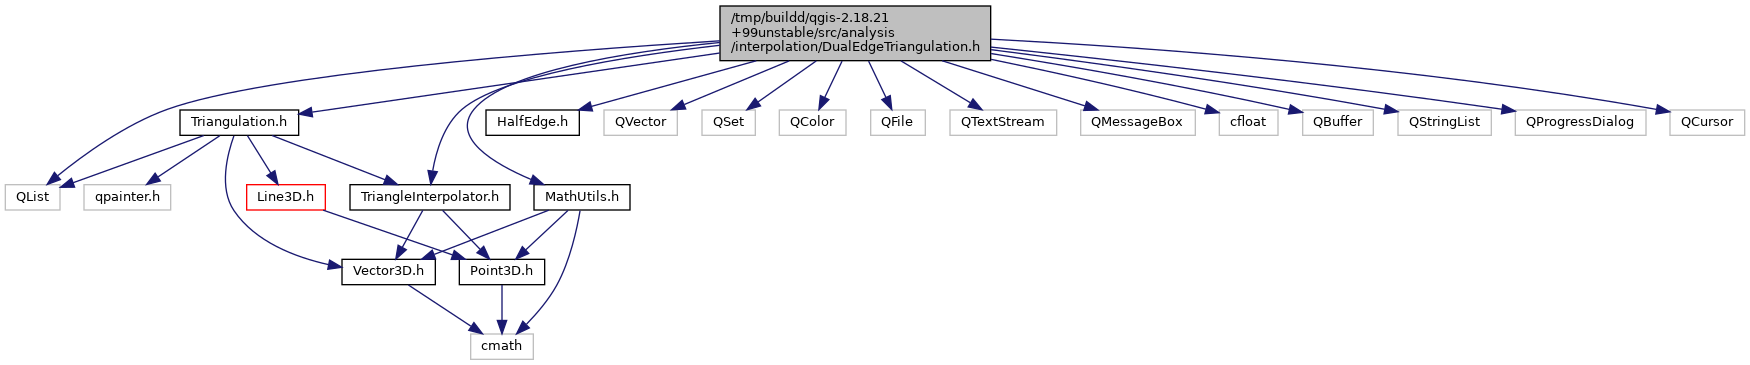 /tmp/buildd/qgis-2.18.21
+99unstable/src/analysis
/interpolation/DualEdgeTriangulation.h
Triangulation.h
HalfEdge.h
QVector
QSet
QColor
QFile
QTextStream
QMessageBox
cfloat
QBuffer
QStringList
QProgressDialog
QCursor
QList
qpainter.h
Line3D.h
TriangleInterpolator.h
MathUtils.h
Vector3D.h
Point3D.h
cmath